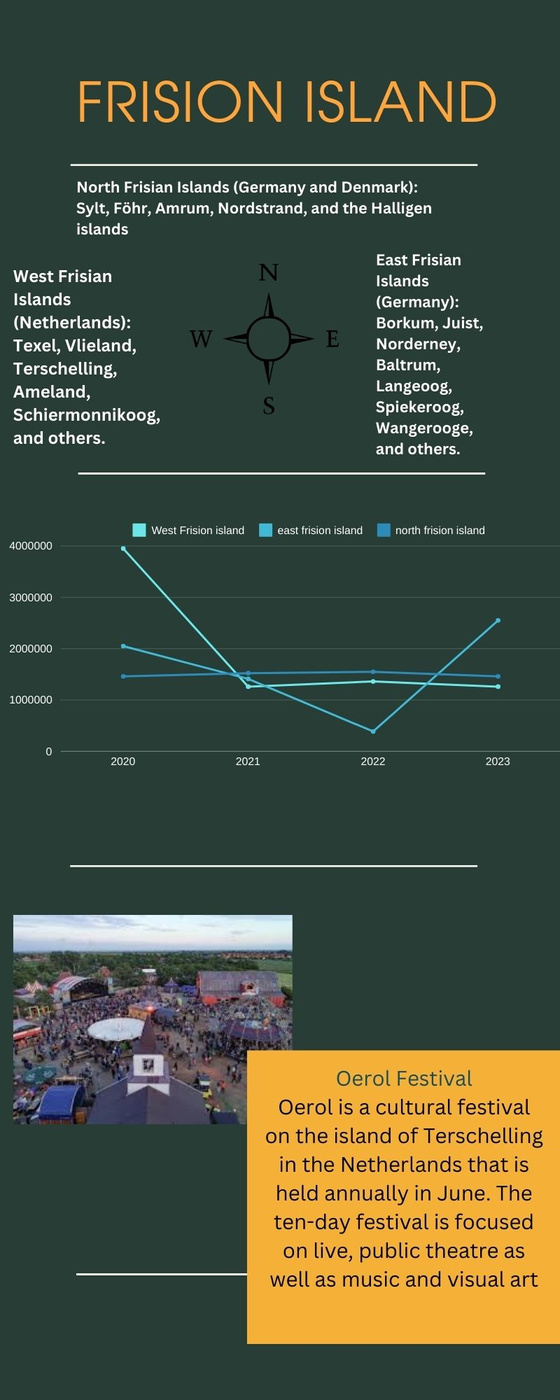 FRISION ISLAND
North Frisian Islands (Germany and Denmark):
Sylt, Föhr, Amrum, Nordstrand, and the Halligen
islands
West Frisian
Islands
(Netherlands):
Texel, Vlieland,
Terschelling,
Ameland,
Schiermonnikoog,
and others.
N
W
E
S
East Frisian
Islands
(Germany):
Borkum, Juist,
Norderney,
Baltrum,
Langeoog,
Spiekeroog,
Wangerooge,
and others.
West Frision island east frision island north frision island
4000000
3000000
2000000
1000000
0
2020 2021 2022 2023
Oerol Festival
Oerol is a cultural festival
on the island of Terschelling
in the Netherlands that is
held annually in June. The
ten-day festival is focused
on live, public theatre as
well as music and visual art